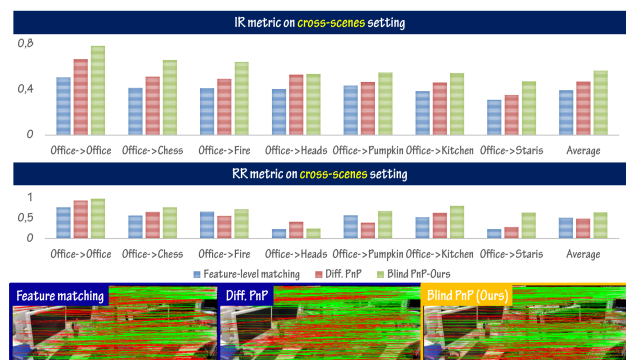 IR metric on cross-scenes setting
0,8
0,4
0
Office->Office Office->Chess Office->Fire Office->Heads Office->Pumpkin Office->Kitchen Office->Staris Average
RR metric on cross-scenes setting
1
0,5
0
Office->Office Office->Chess Office->Fire Office->Heads Office->Pumpkin Office->Kitchen Office->Staris Average
Feature-level matching Diff. PnP Blind PnP-Ours
Feature matching Diff. PnP Blind PnP (Ours)